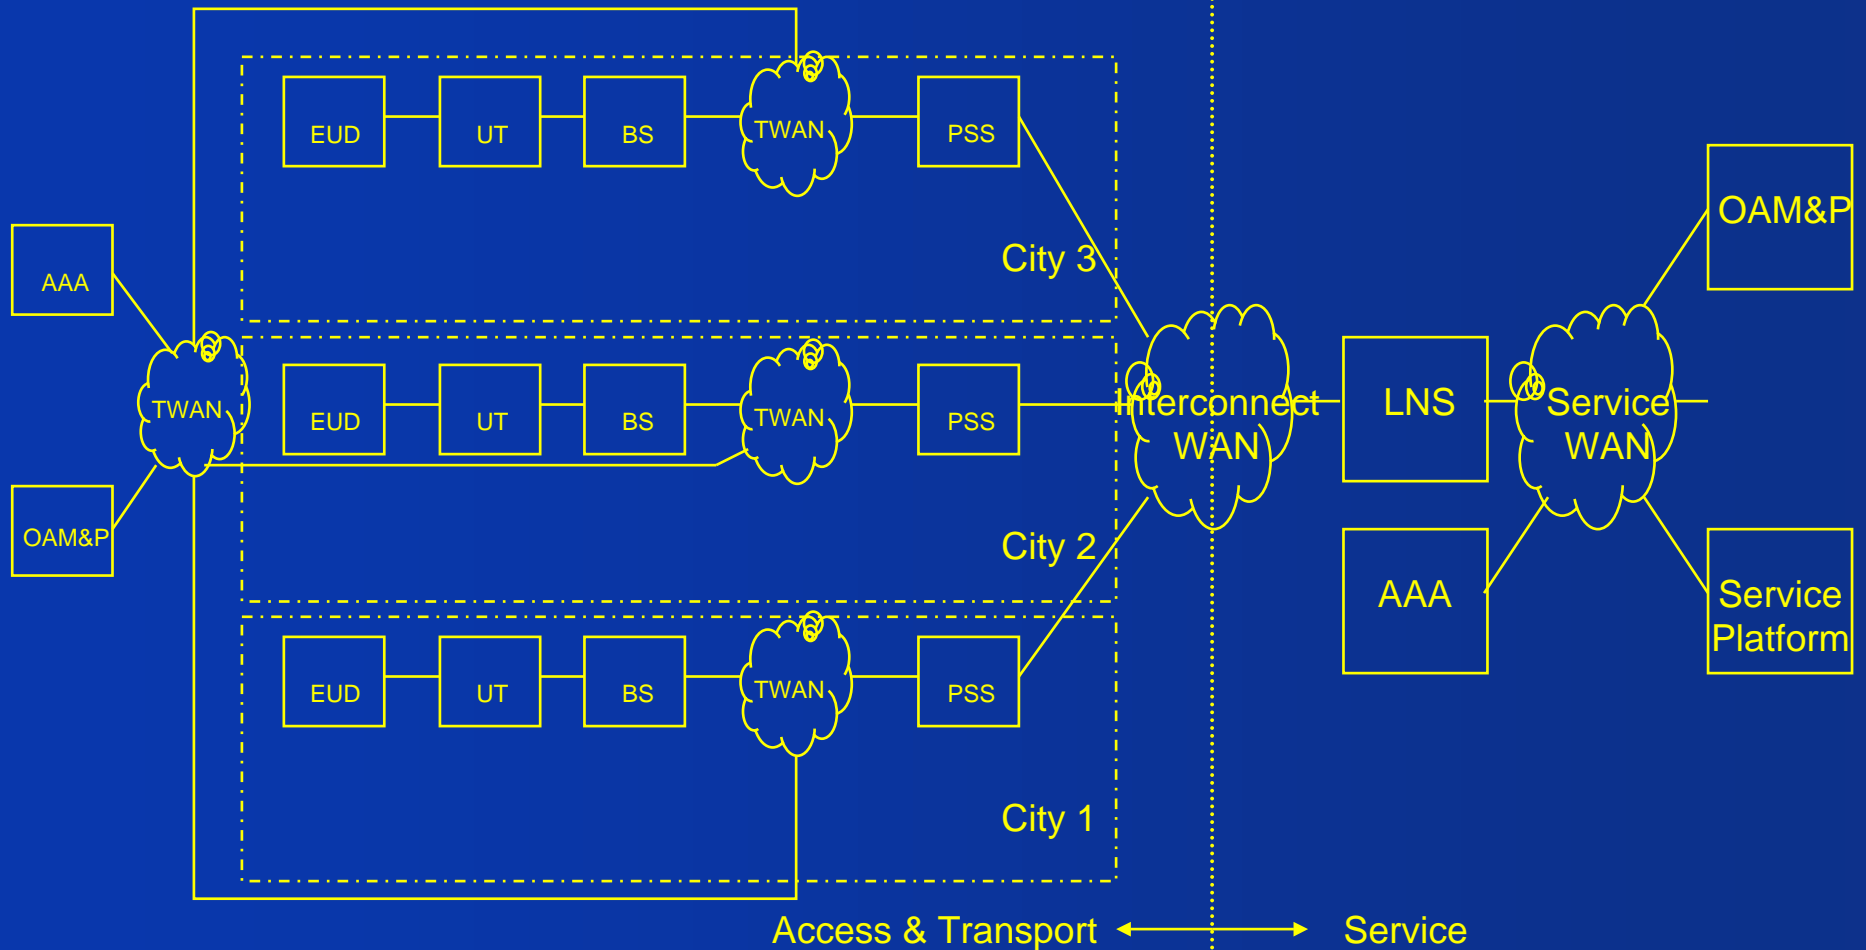 EUD
UT
BS
TWAN
PSS
City 3
AAA
TWAN
OAM&P
EUD
UT
BS
TWAN
PSS
City 2
EUD
UT
BS
TWAN
PSS
City 1
Interconnect
WAN
LNS
AAA
Service
WAN
OAM&P
Service
Platform
Access & Transport
Service